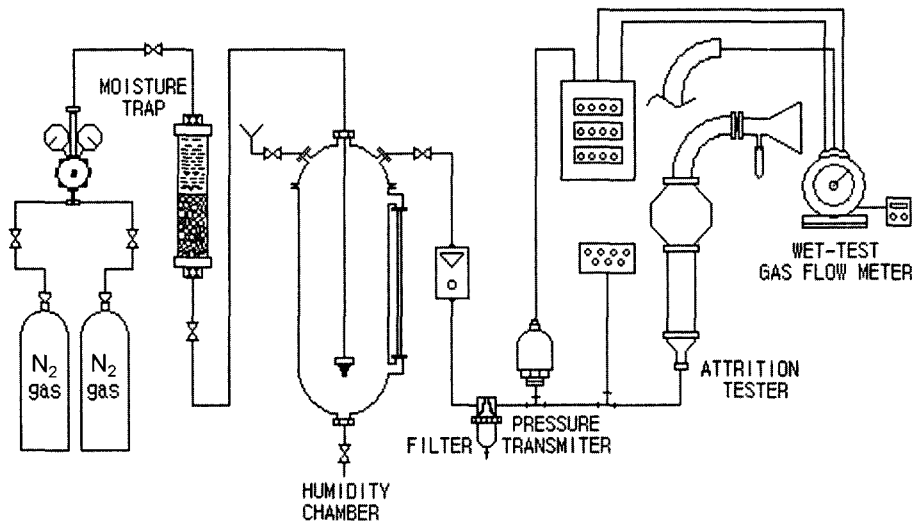 MOISTURE
TRAP
N2
gas
N2
gas
HUMIDITY
CHAMBER
FILTER
PRESSURE
TRANSMITER
ATTRITION
TESTER
WET-TEST
GAS FLOW METER